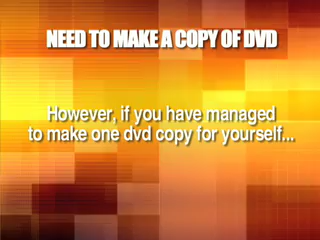 NEED TO MAKE A COPY OF DVD
However, if you have managed
to make one dvd copy for yourself...